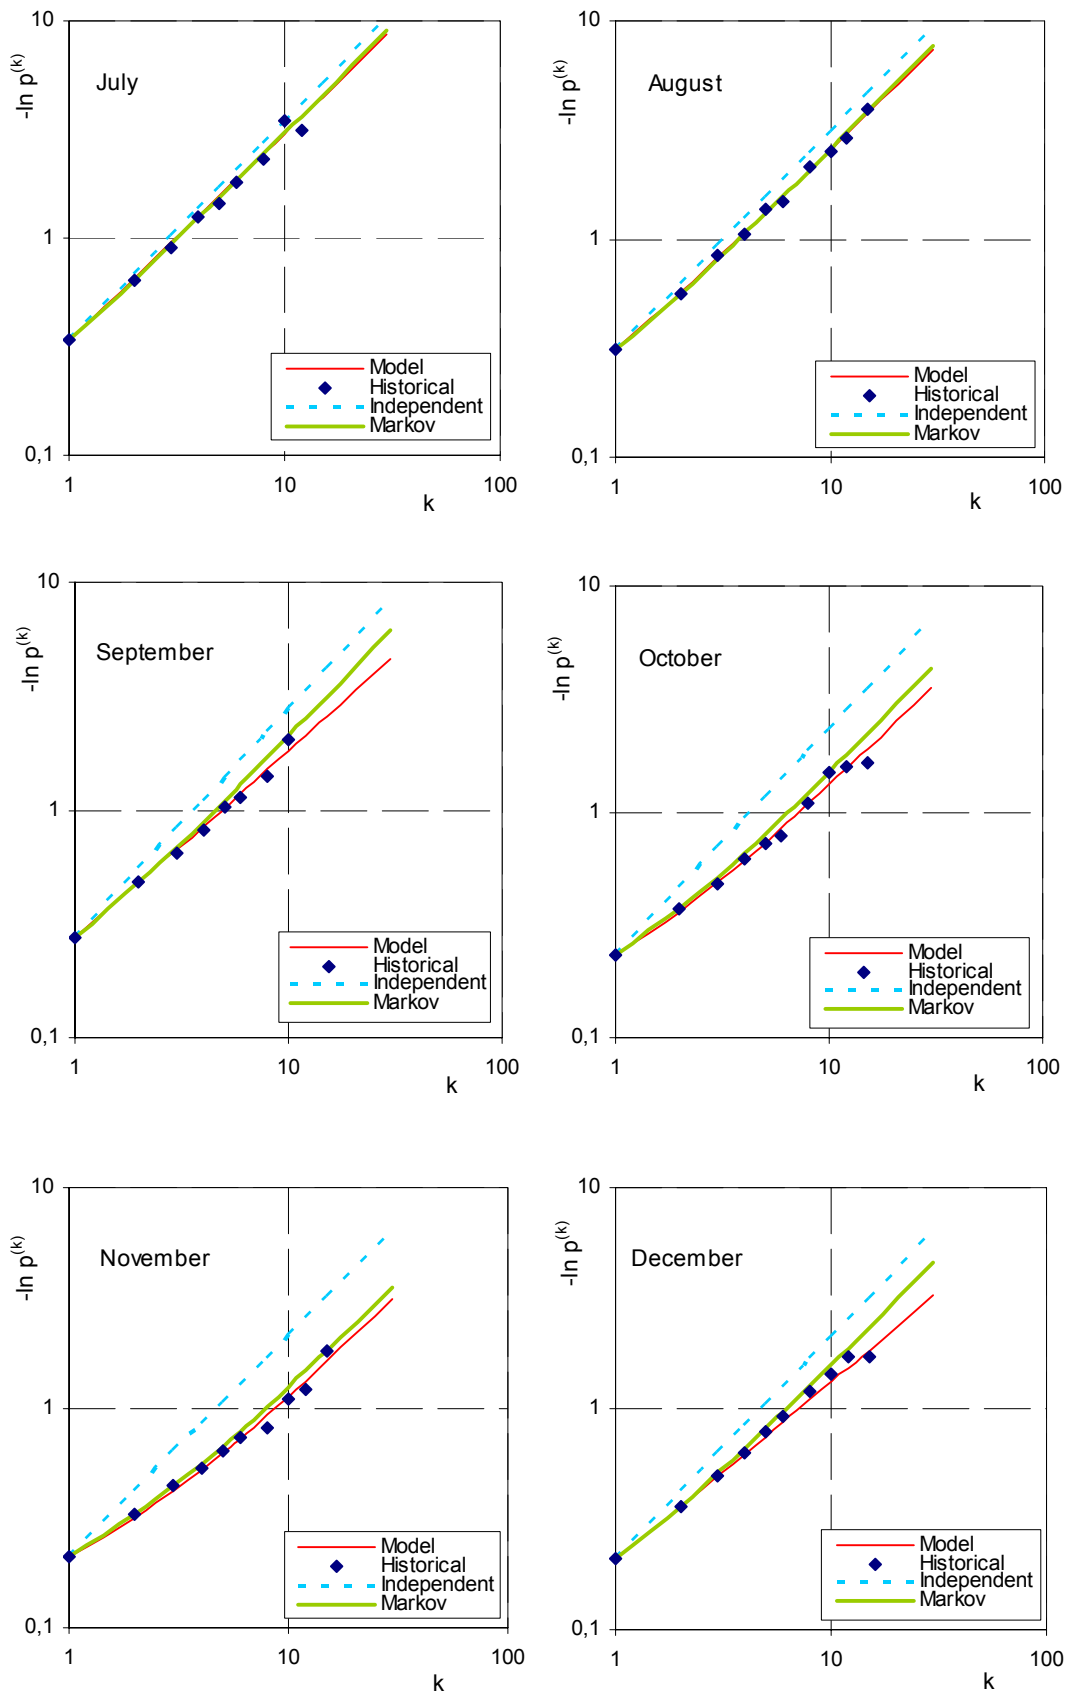 10
-ln p(k)
July
1
Model
Historical
Independent
Markov
0,1
1 10 100
k
10
-ln p(k)
August
1
Model
Historical
Independent
Markov
0,1
1 10 100
k
10
-ln p(k)
September
1
Model
Historical
Independent
Markov
0,1
1 10 100
k
10
-ln p(k)
October
1
Model
Historical
Independent
Markov
0,1
1 10 100
k
10
-ln p(k)
November
1
Model
Historical
Independent
Markov
0,1
1 10 100
k
10
-ln p(k)
December
1
Model
Historical
Independent
Markov
0,1
1 10 100
k